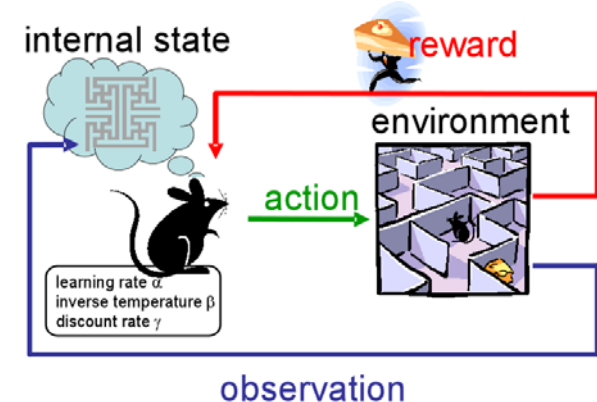 internal state
reward
environment
action
learning rate α
inverse temperature β
discount rate γ
observation